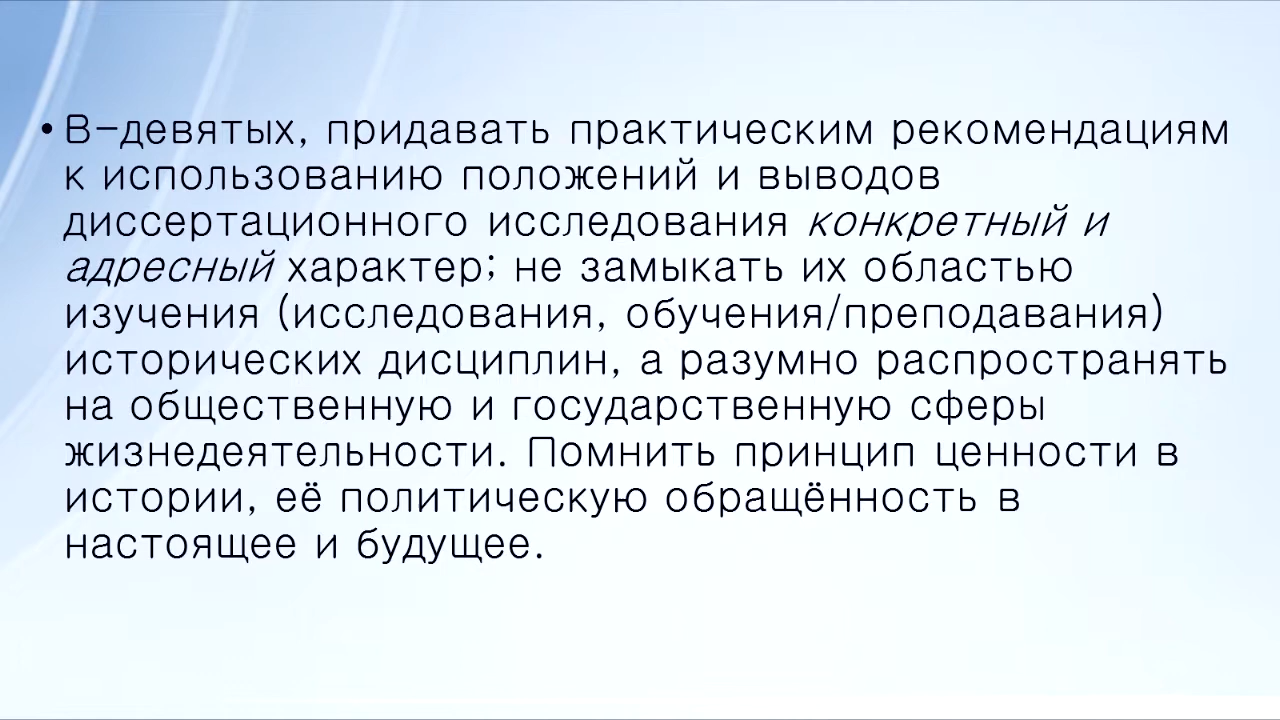 • В-девятых, придавать практическим рекомендациям
к использованию положений и выводов
диссертационного исследования конкретный и
адресный характер; не замыкать их областью
изучения (исследования, обучения/преподавания)
исторических дисциплин, а разумно распространять
на общественную и государственную сферы
жизнедеятельности. Помнить принцип ценности в
истории, её политическую обращённость в
настоящее и будущее.